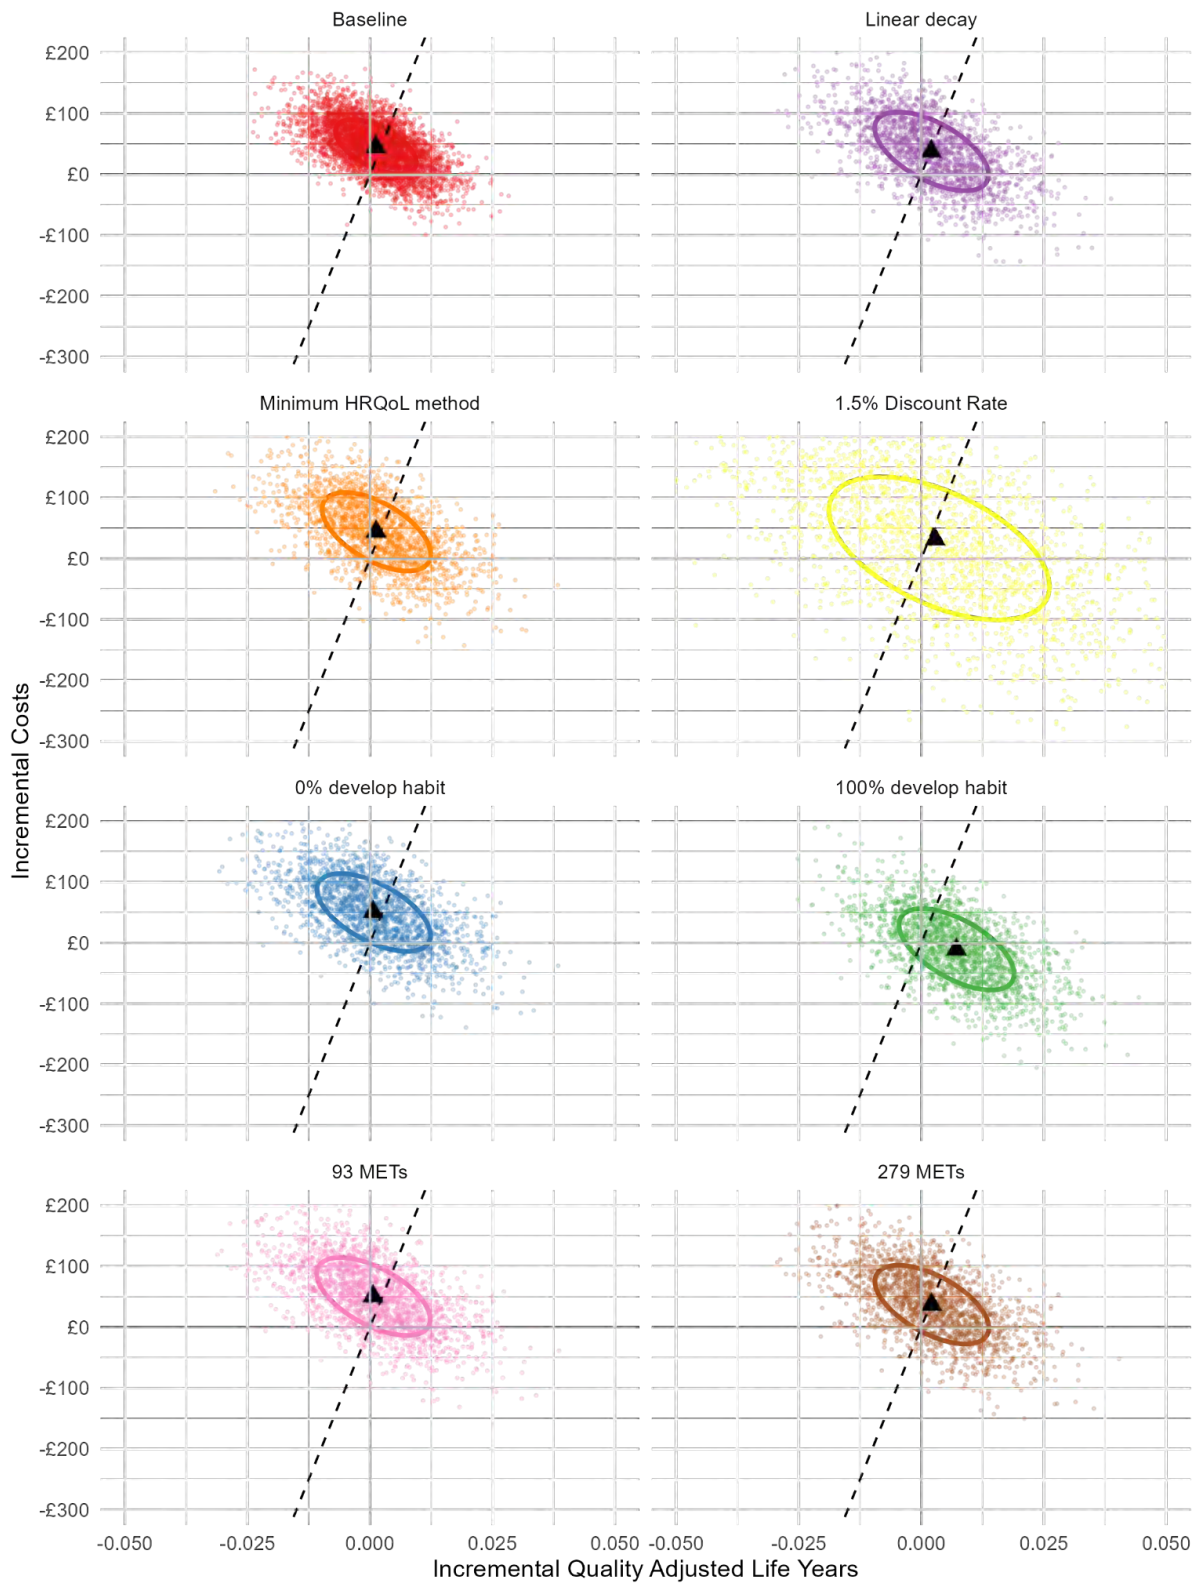 Baseline
Linear decay
£200
£100
£0
-£100
-£200
-£300
Minimum HRQoL method
1.5% Discount Rate
£200
£100
£0
-£100
-£200
-£300
0% develop habit
100% develop habit
£200
£100
£0
-£100
-£200
-£300
93 METs
279 METs
£200
£100
£0
-£100
-£200
-£300
-0.050 -0.025 0.000 0.025 0.050 -0.050 -0.025 0.000 0.025 0.050
Incremental Quality Adjusted Life Years
Incremental Costs